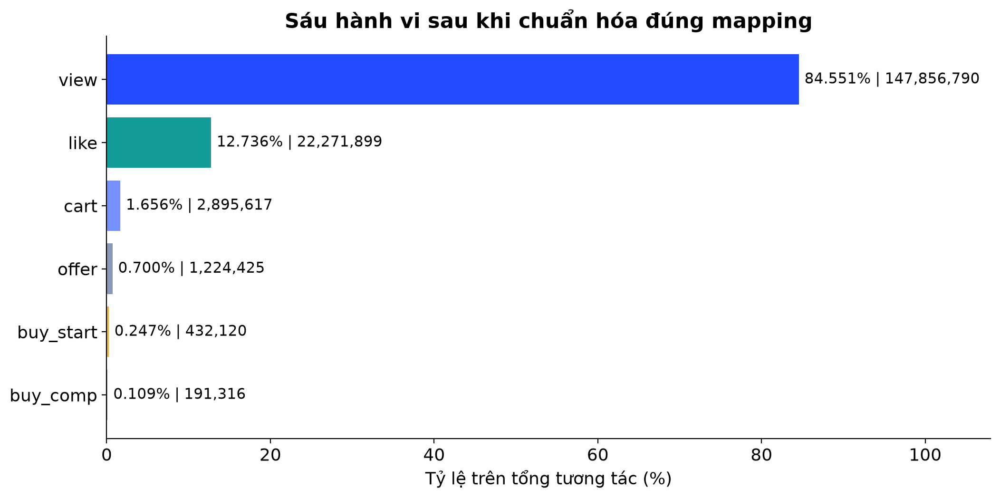 Sáu hành vi sau khi chuẩn hóa đúng mapping
view 84.551% | 147,856,790
like 12.736% | 22,271,899
cart 1.656% | 2,895,617
offer 0.700% | 1,224,425
buy_start 0.247% | 432,120
buy_comp 0.109% | 191,316
0 20 40 60 80 100
Tỷ lệ trên tổng tương tác (%)